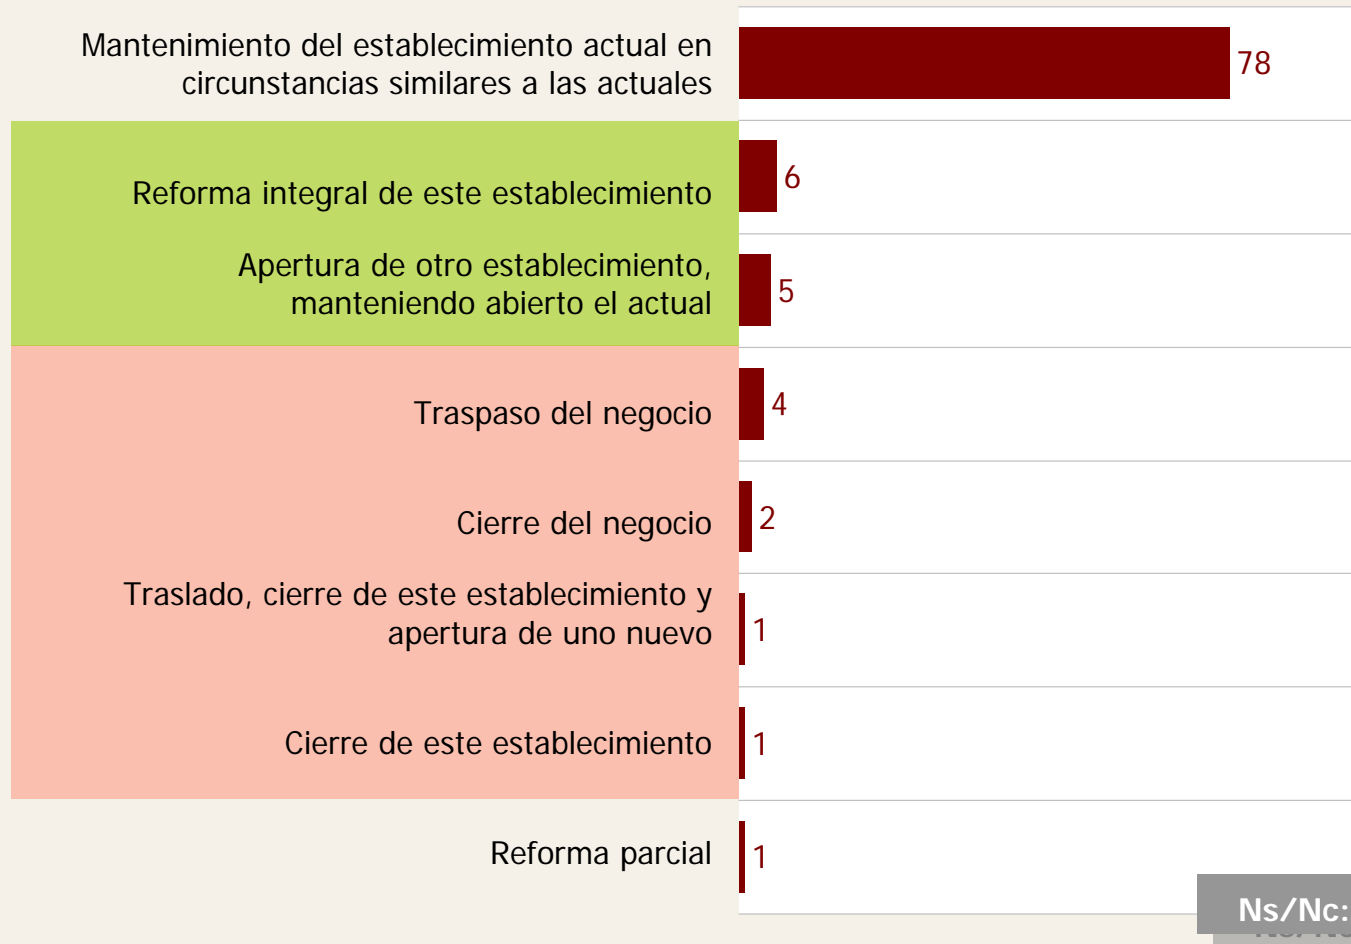 Mantenimiento del establecimiento actual en
circunstancias similares a las actuales
78
Reforma integral de este establecimiento
6
Apertura de otro establecimiento,
manteniendo abierto el actual
5
Traspaso del negocio
4
Cierre del negocio
2
Traslado, cierre de este establecimiento y
apertura de uno nuevo
1
Cierre de este establecimiento
1
Reforma parcial
1
Ns/Nc: